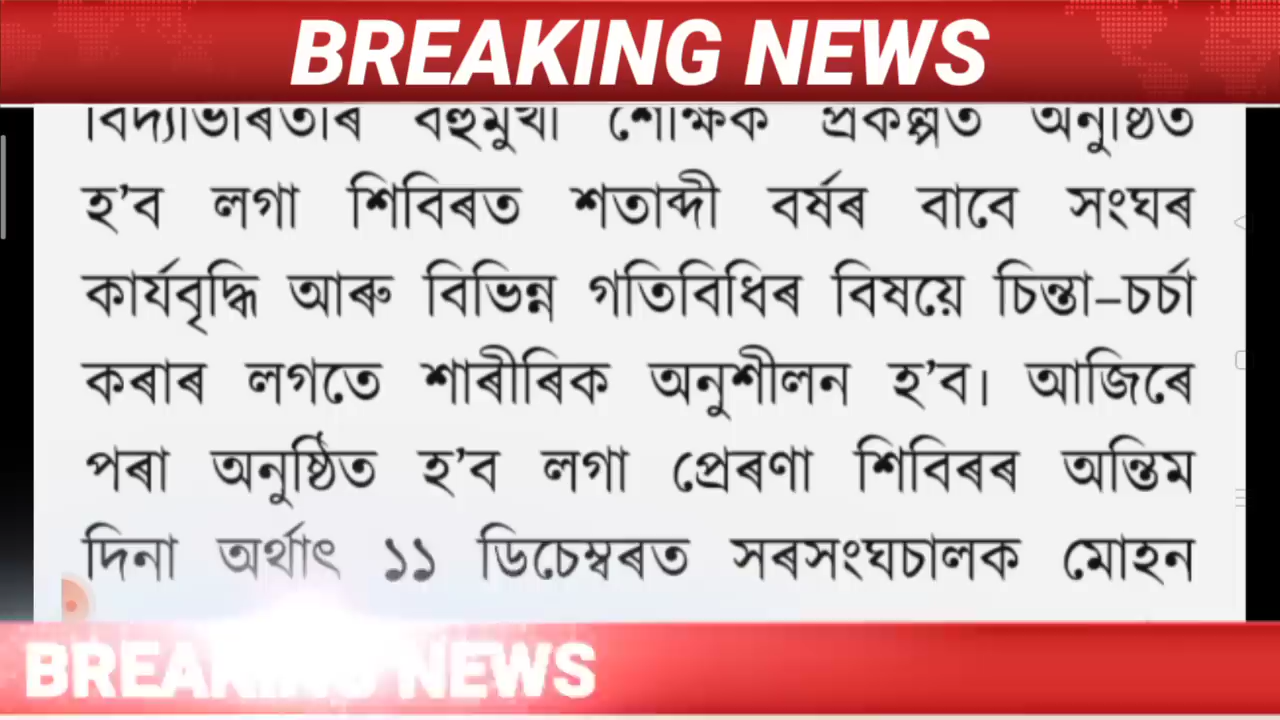 BREAKING NEWS
বিদ্যাভাৰতীৰ বহুমুখী শৈক্ষিক প্ৰকল্পত অনুষ্ঠিত
হ’ব লগা শিবিৰত শতাব্দী বৰ্ষৰ বাবে সংঘৰ
কাৰ্যবৃদ্ধি আৰু বিভিন্ন গতিবিধিৰ বিষয়ে চিন্তা–চৰ্চা
কৰাৰ লগতে শাৰীৰিক অনুশীলন হ’ব। আজিৰে
পৰা অনুষ্ঠিত হ’ব লগা প্ৰেৰণা শিবিৰৰ অন্তিম
দিনা অৰ্থাৎ ১১ ডিচেম্বৰত সৰসংঘচালক মোহন
BREAKING NEWS